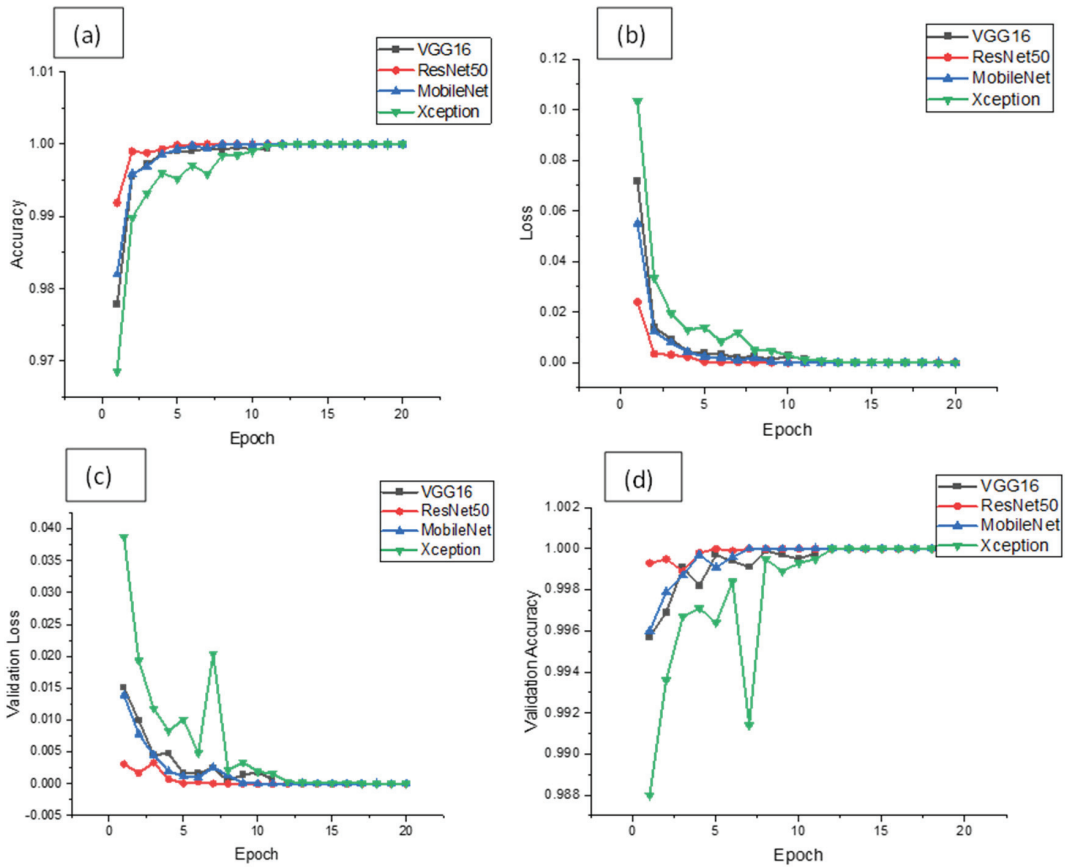 (a)
VGG16
ResNet50
MobileNet
Xception
1.01
1.00
0.99
0.98
0.97
Accuracy
0 5 10 15 20
Epoch
(b)
VGG16
ResNet50
MobileNet
Xception
0.12
0.10
0.08
0.06
0.04
0.02
0.00
Loss
0 5 10 15 20
Epoch
(c)
VGG16
ResNet50
MobileNet
Xception
0.040
0.035
0.030
0.025
0.020
0.015
0.010
0.005
0.000
-0.005
Validation Loss
0 5 10 15 20
Epoch
(d)
VGG16
ResNet50
MobileNet
Xception
1.002
1.000
0.998
0.996
0.994
0.992
0.990
0.988
Validation Accuracy
0 5 10 15 20
Epoch